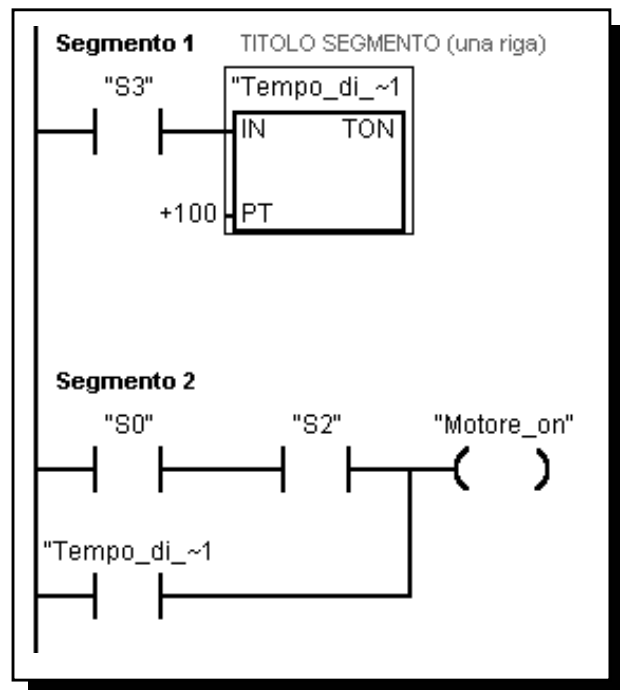 Segmento 1 TITOLO SEGMENTO (una riga)
"S3" "Tempo_di_~1
IN TON
+100 PT
Segmento 2
"S0" "S2" "Motore_on"
"Tempo_di_~1